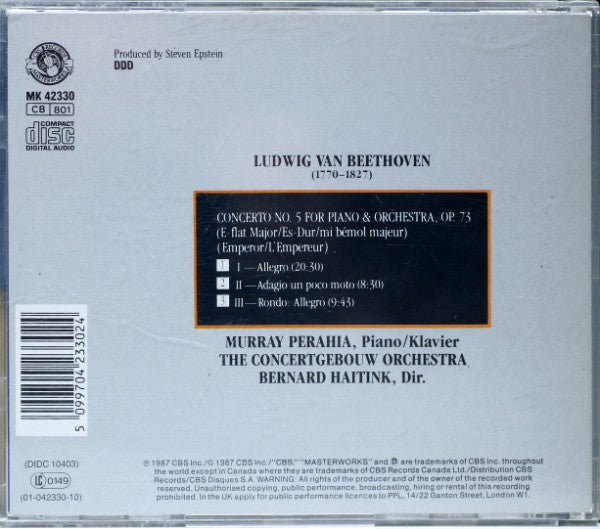 Produced by Steven Epstein
DDD
MK 42330
CB 801
COMPACT
disc
DIGITAL AUDIO
LUDWIG VAN BEETHOVEN
(1770–1827)
CONCERTO NO. 5 FOR PIANO & ORCHESTRA, OP. 73
(E-flat Major/Es-Dur/mi bémol majeur)
(Emperor/L'Empereur)
1 I—Allegro (20:30)
2 II—Adagio un poco moto (8:30)
3 III—Rondo: Allegro (9:43)
MURRAY PERAHIA, Piano/Klavier
THE CONCERTGEBOUW ORCHESTRA
BERNARD HAITINK, Dir.
5 099704 233024
(DIDC 10403)
LC 0149
(01-042330-10)
℗ 1987 CBS Inc./© 1987 CBS Inc./"CBS," "MASTERWORKS" and are trademarks of CBS Inc. throughout
the world except in Canada where they are trademarks of CBS Records Canada Ltd./Distribution CBS
Records/CBS Disques S.A. WARNING: All rights of the producer and of the owner of the recorded work
reserved. Unauthorised copying, public performance, broadcasting, hiring or rental of this recording
prohibited. In the UK apply for public performance licences to PPL, 14/22 Ganton Street, London W1.